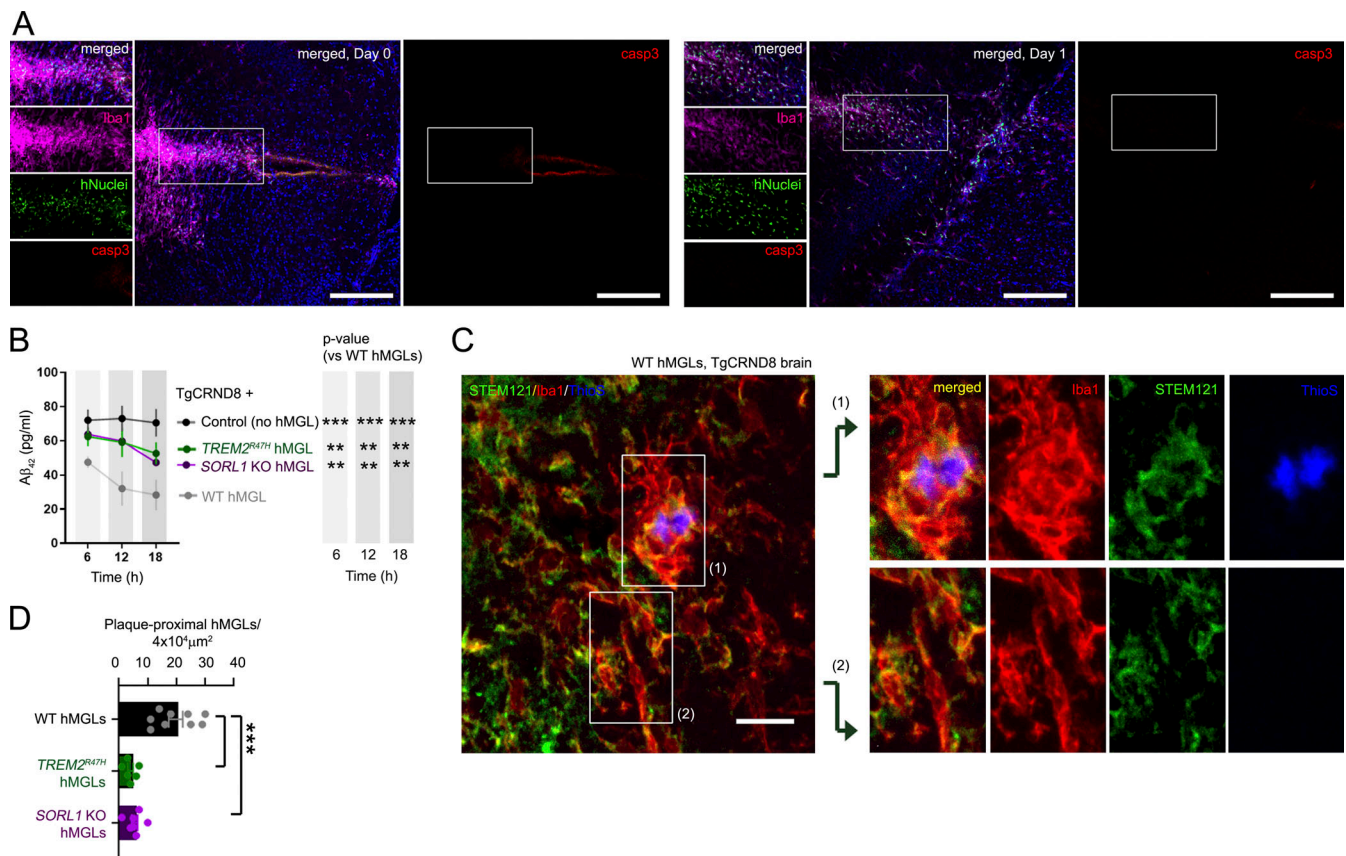 A
merged
Iba1
hNuclei
casp3
merged, Day 0
casp3
merged
Iba1
hNuclei
casp3
merged, Day 1
casp3
B
100
80
60
40
20
0
Aβ42 (pg/ml)
6 12 18
Time (h)
TgCRND8 +
Control (no hMGL)
TREM2R47H hMGL
SORL1 KO hMGL
WT hMGL
p-value
(vs WT hMGLs)
*** *** ***
** ** **
** ** **
6 12 18
Time (h)
C
WT hMGLs, TgCRND8 brain
STEM121/Iba1/ThioS
(1)
(2)
(1)
merged
Iba1
STEM121
ThioS
(2)
D
Plaque-proximal hMGLs/
4x10⁴μm²
0 10 20 30 40
WT hMGLs
TREM2R47H
hMGLs
SORL1 KO
hMGLs
***